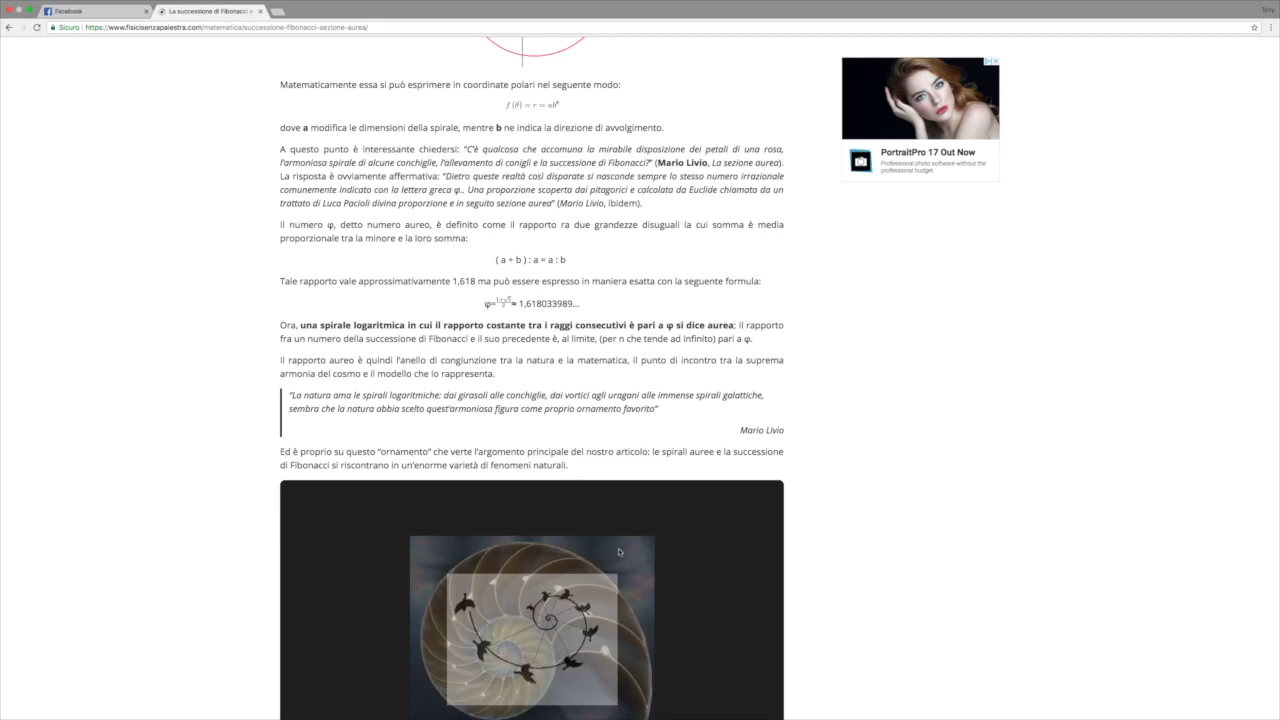 Facebook
La successione di Fibonacci e
Tony
Sicuro
https://www.fisicisenzapalestra.com/matematica/successione-fibonacci-sezione-aurea/
Matematicamente essa si può esprimere in coordinate polari nel seguente modo:
f (θ) = r = ab^θ
dove a modifica le dimensioni della spirale, mentre b ne indica la direzione di avvolgimento.
A questo punto è interessante chiedersi: “C’è qualcosa che accomuna la mirabile disposizione dei petali di una rosa,
l’armoniosa spirale di alcune conchiglie, l’allevamento di conigli e la successione di Fibonacci?” (Mario Livio, La sezione aurea).
La risposta è ovviamente affermativa: “Dietro queste realtà così disparate si nasconde sempre lo stesso numero irrazionale
comunemente indicato con la lettera greca φ.. Una proporzione scoperta dai pitagorici e calcolata da Euclide chiamata da un
trattato di Luca Pacioli divina proporzione e in seguito sezione aurea” (Mario Livio, ibidem).
Il numero φ, detto numero aureo, è definito come il rapporto ra due grandezze disuguali la cui somma è media
proporzionale tra la minore e la loro somma:
( a + b ) : a = a : b
Tale rapporto vale approssimativamente 1,618 ma può essere espresso in maniera esatta con la seguente formula:
φ=1+√5/2≈ 1,618033989...
Ora, una spirale logaritmica in cui il rapporto costante tra i raggi consecutivi è pari a φ si dice aurea; il rapporto
fra un numero della successione di Fibonacci e il suo precedente è, al limite, (per n che tende ad infinito) pari a φ.
Il rapporto aureo è quindi l’anello di congiunzione tra la natura e la matematica, il punto di incontro tra la suprema
armonia del cosmo e il modello che lo rappresenta.
“La natura ama le spirali logaritmiche: dai girasoli alle conchiglie, dai vortici agli uragani alle immense spirali galattiche,
sembra che la natura abbia scelto quest’armoniosa figura come proprio ornamento favorito”
Mario Livio
Ed è proprio su questo “ornamento” che verte l’argomento principale del nostro articolo: le spirali auree e la successione
di Fibonacci si riscontrano in un’enorme varietà di fenomeni naturali.
PortraitPro 17 Out Now
Professional photo software without the
professional budget.